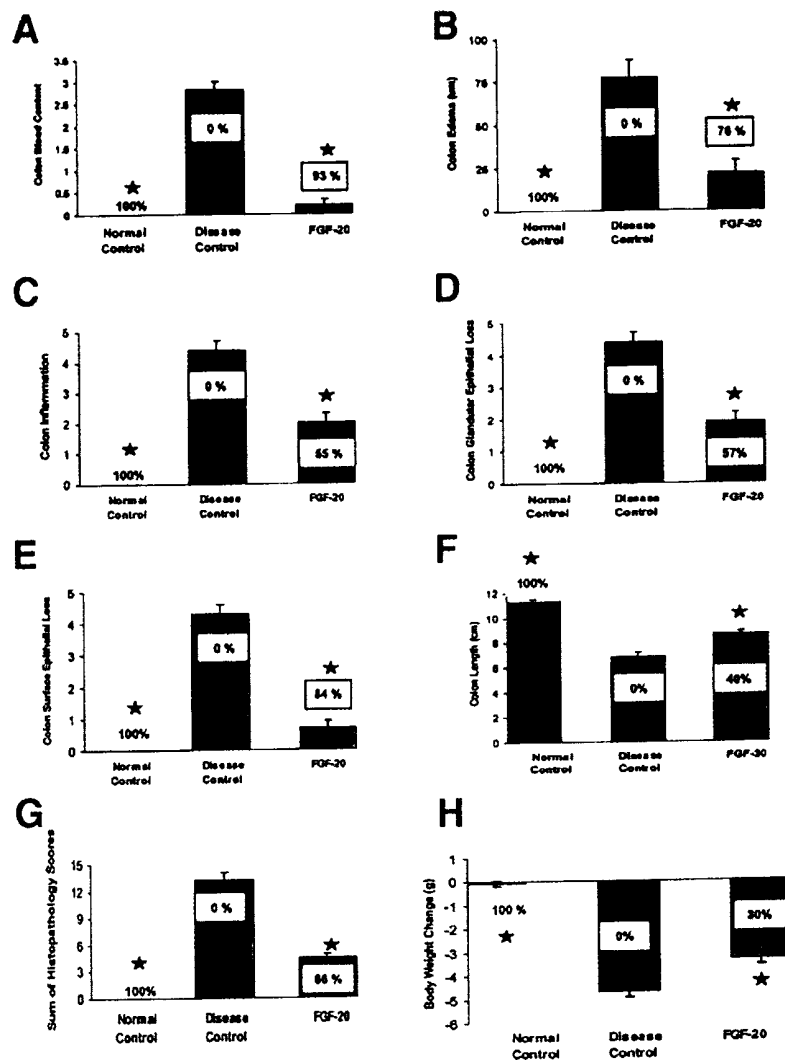 A
Colon Blood Content
3.5
3
2.5
2
1.5
1
0.5
0
100%
0 %
93 %
Normal Control
Disease Control
FGF-20
B
Colon Edema (um)
100
75
50
25
0
100%
0 %
76 %
Normal Control
Disease Control
FGF-20
C
Colon Inflammation
5
4
3
2
1
0
100%
0 %
55 %
Normal Control
Disease Control
FGF-20
D
Colon Glandular Epithelial Loss
5
4
3
2
1
0
100%
0 %
57%
Normal Control
Disease Control
FGF-20
E
Colon Surface Epithelial Loss
5
4
3
2
1
0
100%
0 %
84 %
Normal Control
Disease Control
FGF-20
F
Colon Length (cm)
12
10
8
6
4
2
0
100%
0%
40%
Normal Control
Disease Control
FGF-20
G
Sum of Histopathology Scores
15
12
9
6
3
0
100%
0 %
66 %
Normal Control
Disease Control
FGF-20
H
Body Weight Change (g)
1
0
-1
-2
-3
-4
-5
-6
100 %
0%
30%
Normal Control
Disease Control
FGF-20